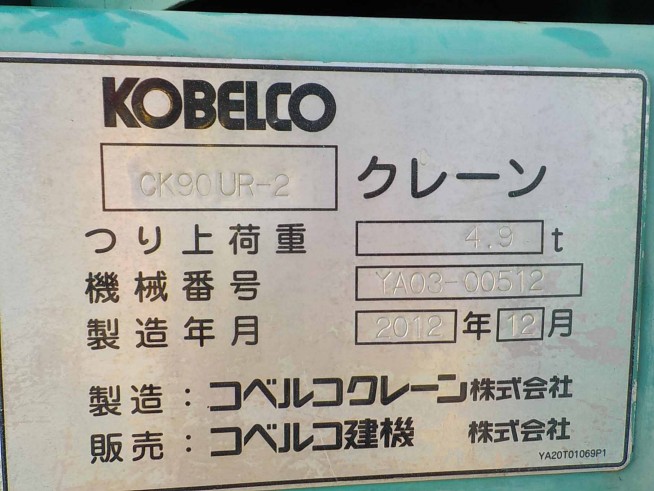 KOBELCO
CK90UR-2 クレーン
つり上荷重 4.9 t
機械番号 YA03-00512
製造年月 2012 年 12 月
製造：コベルコクレーン株式会社
販売：コベルコ建機 株式会社
YA20T01069P1